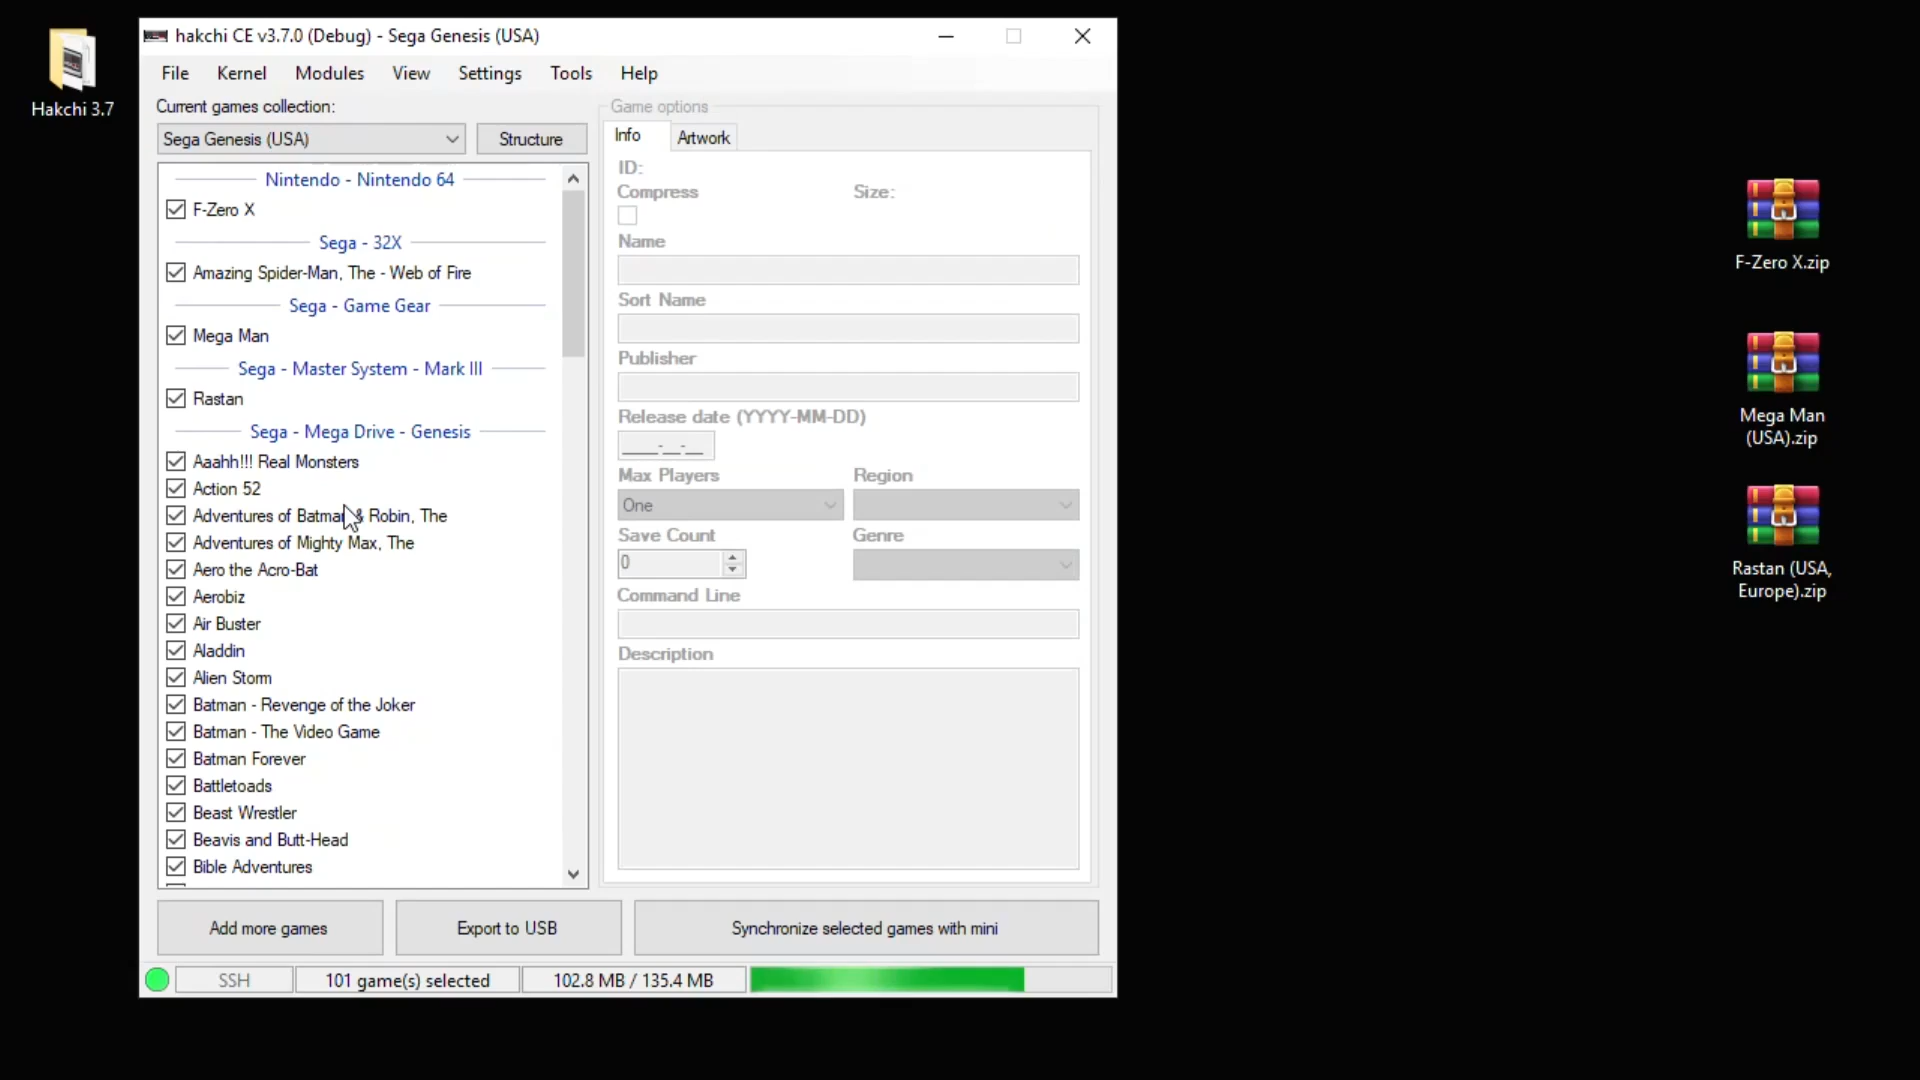 Hakchi 3.7
hakchi CE v3.7.0 (Debug) - Sega Genesis (USA)
File Kernel Modules View Settings Tools Help
Current games collection:
Sega Genesis (USA) Structure
Nintendo - Nintendo 64
F-Zero X
Sega - 32X
Amazing Spider-Man, The - Web of Fire
Sega - Game Gear
Mega Man
Sega - Master System - Mark III
Rastan
Sega - Mega Drive - Genesis
Aaahh!!! Real Monsters
Action 52
Adventures of Batman & Robin, The
Adventures of Mighty Max, The
Aero the Acro-Bat
Aerobiz
Air Buster
Aladdin
Alien Storm
Batman - Revenge of the Joker
Batman - The Video Game
Batman Forever
Battletoads
Beast Wrestler
Beavis and Butt-Head
Bible Adventures
Game options
Info Artwork
ID:
Compress Size:
Name
Sort Name
Publisher
Release date (YYYY-MM-DD)
____-__-__
Max Players Region
One
Save Count Genre
0
Command Line
Description
Add more games Export to USB Synchronize selected games with mini
SSH 101 game(s) selected 102.8 MB / 135.4 MB
F-Zero X.zip
Mega Man
(USA).zip
Rastan (USA,
Europe).zip